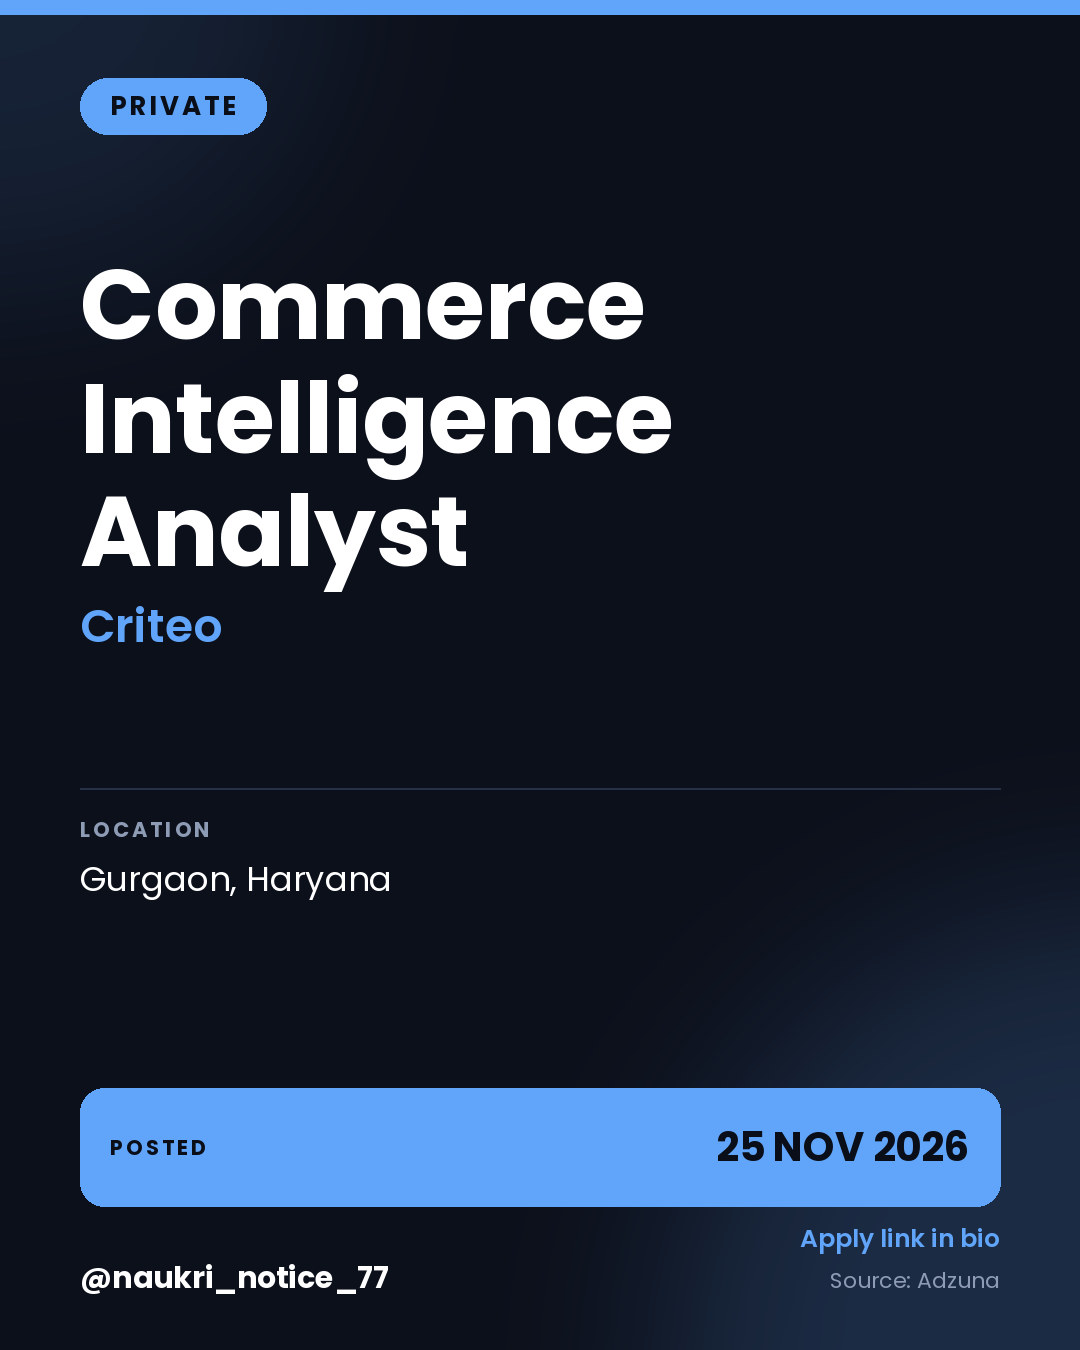 PRIVATE
Commerce
Intelligence
Analyst
Criteo
LOCATION
Gurgaon, Haryana
POSTED
25 NOV 2026
Apply link in bio
@naukri_notice_77
Source: Adzuna